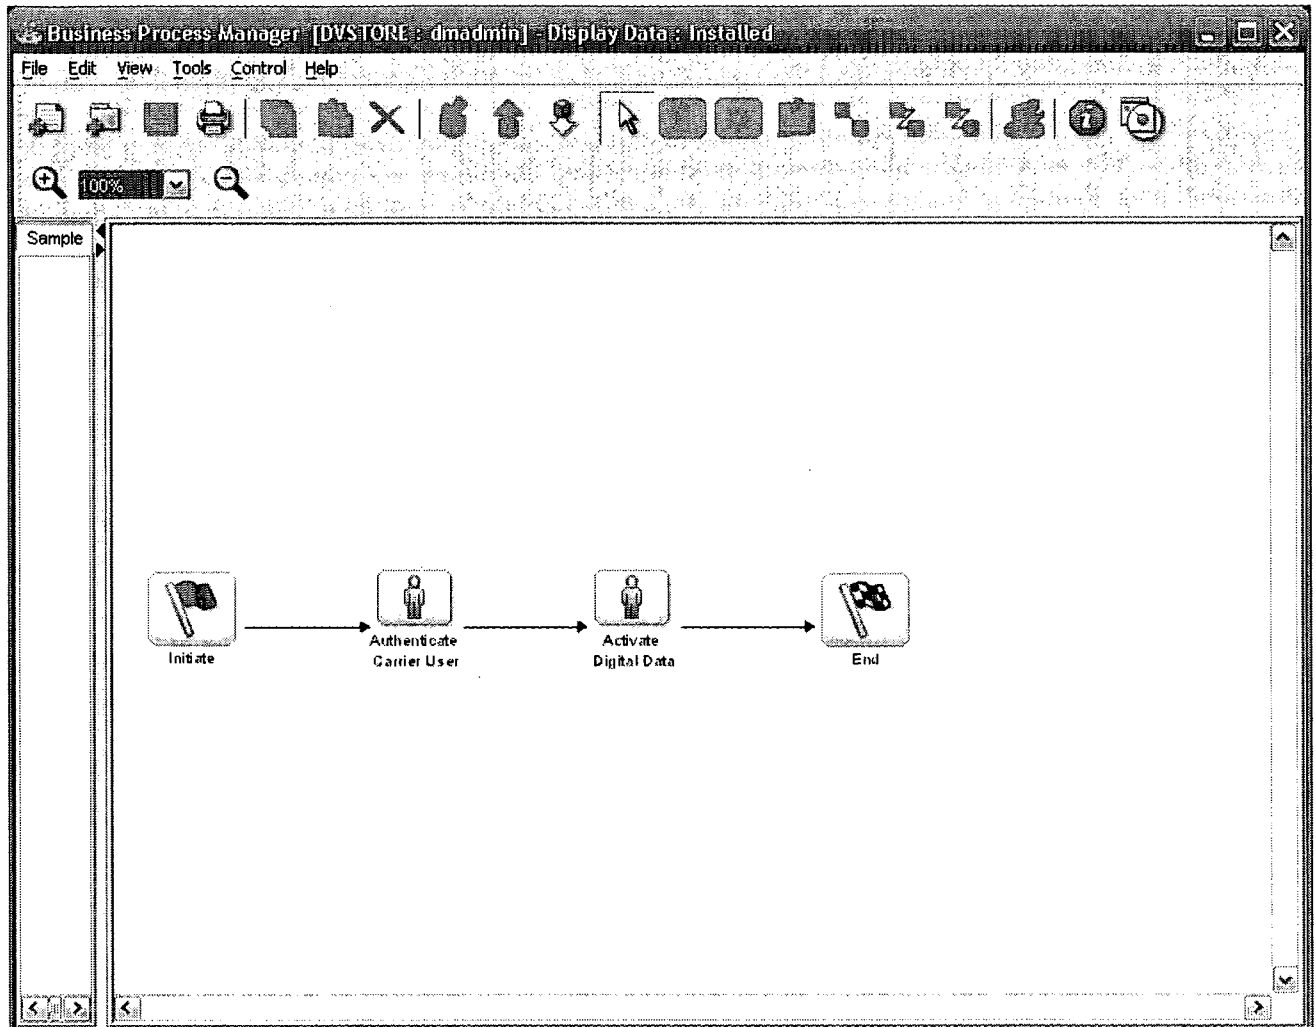 Business Process Manager [DVSTORE : dmadmin] - Display Data : Installed
File Edit View Tools Control Help
100%
Sample
Initiate
Authenticate
Carrier User
Activate
Digital Data
End